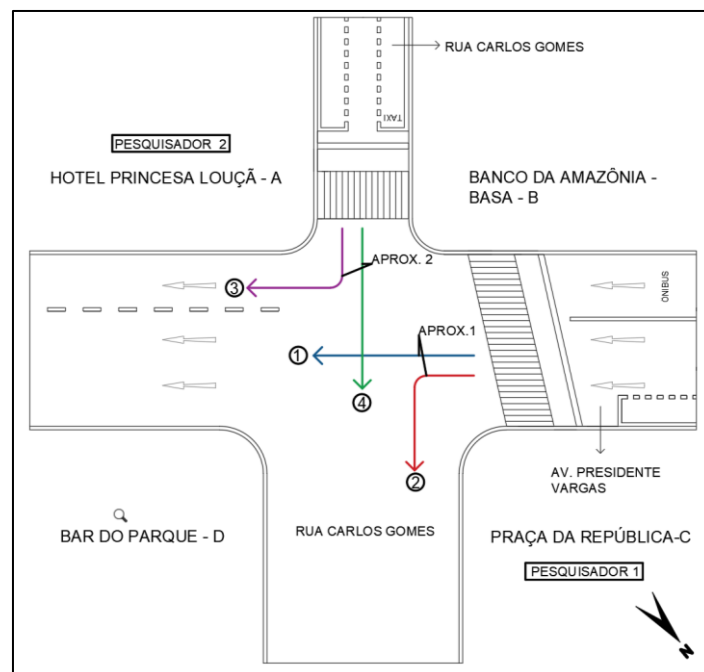 RUA CARLOS GOMES
TAXI
PESQUISADOR 2
HOTEL PRINCESA LOUÇÃ - A
BANCO DA AMAZÔNIA -
BASA - B
APROX. 2
ONIBUS
3
APROX.1
1
4
2
AV. PRESIDENTE
VARGAS
BAR DO PARQUE - D
RUA CARLOS GOMES
PRAÇA DA REPÚBLICA-C
PESQUISADOR 1
N